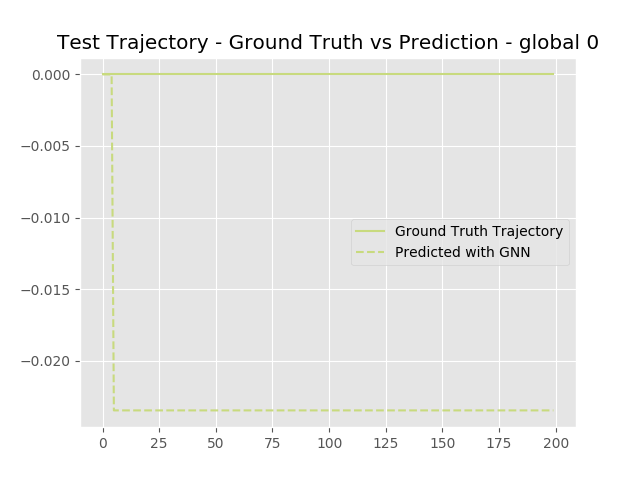 Test Trajectory - Ground Truth vs Prediction - global 0
0.000
−0.005
−0.010
−0.015
−0.020
Ground Truth Trajectory
Predicted with GNN
0 25 50 75 100 125 150 175 200